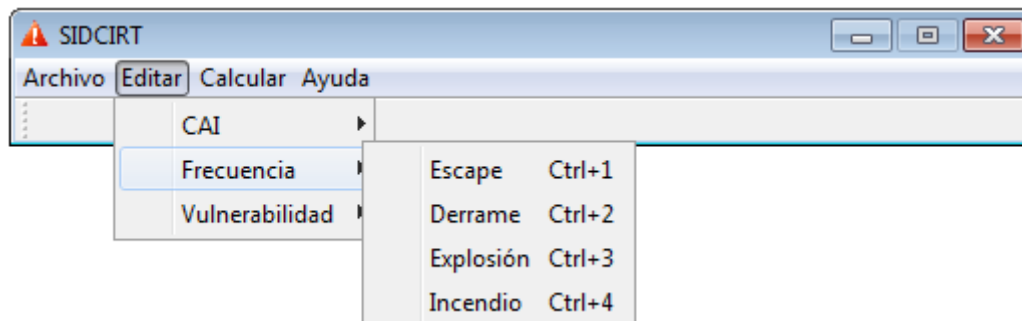 SIDCIRT
Archivo Editar Calcular Ayuda
CAI
Frecuencia
Vulnerabilidad
Escape Ctrl+1
Derrame Ctrl+2
Explosión Ctrl+3
Incendio Ctrl+4